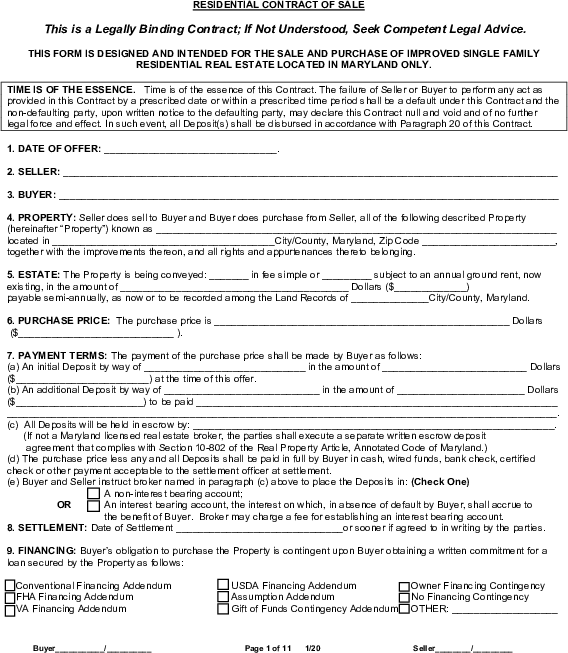 RESIDENTIAL CONTRACT OF SALE
This is a Legally Binding Contract; If Not Understood, Seek Competent Legal Advice.
THIS FORM IS DESIGNED AND INTENDED FOR THE SALE AND PURCHASE OF IMPROVED SINGLE FAMILY
RESIDENTIAL REAL ESTATE LOCATED IN MARYLAND ONLY.
TIME IS OF THE ESSENCE. Time is of the essence of this Contract. The failure of Seller or Buyer to perform any act as
provided in this Contract by a prescribed date or within a prescribed time period shall be a default under this Contract and the
non-defaulting party, upon written notice to the defaulting party, may declare this Contract null and void and of no further
legal force and effect. In such event, all Deposit(s) shall be disbursed in accordance with Paragraph 20 of this Contract.
1. DATE OF OFFER: ____________________________.
2. SELLER: ______________________________
3. BUYER: ______________________________
4. PROPERTY: Seller does sell to Buyer and Buyer does purchase from Seller, all of the following described Property
(hereinafter “Property”) known as ______________________________
located in ______________________________City/County, Maryland, Zip Code ____________________,
together with the improvements thereon, and all rights and appurtenances thereto belonging.
5. ESTATE: The Property is being conveyed: _______ in fee simple or _________ subject to an annual ground rent, now
existing, in the amount of ______________________________ Dollars ($_____________)
payable semi-annually, as now or to be recorded among the Land Records of ______________City/County, Maryland.
6. PURCHASE PRICE: The purchase price is ______________________________ Dollars
($____________________________ ).
7. PAYMENT TERMS: The payment of the purchase price shall be made by Buyer as follows:
(a) An initial Deposit by way of ____________________________ in the amount of __________________________ Dollars
($________________________) at the time of this offer.
(b) An additional Deposit by way of ____________________________ in the amount of _______________________ Dollars
($_______________________) to be paid ______________________________
______________________________.
(c) All Deposits will be held in escrow by: ______________________________.
(If not a Maryland licensed real estate broker, the parties shall execute a separate written escrow deposit
agreement that complies with Section 10-802 of the Real Property Article, Annotated Code of Maryland.)
(d) The purchase price less any and all Deposits shall be paid in full by Buyer in cash, wired funds, bank check, certified
check or other payment acceptable to the settlement officer at settlement.
(e) Buyer and Seller instruct broker named in paragraph (c) above to place the Deposits in: (Check One)
A non-interest bearing account;
OR An interest bearing account, the interest on which, in absence of default by Buyer, shall accrue to
the benefit of Buyer. Broker may charge a fee for establishing an interest bearing account.
8. SETTLEMENT: Date of Settlement ______________________________or sooner if agreed to in writing by the parties.
9. FINANCING: Buyer’s obligation to purchase the Property is contingent upon Buyer obtaining a written commitment for a
loan secured by the Property as follows:
Conventional Financing Addendum USDA Financing Addendum Owner Financing Contingency
FHA Financing Addendum Assumption Addendum No Financing Contingency
VA Financing Addendum Gift of Funds Contingency Addendum OTHER: ___________________
Buyer___________/__________ Page 1 of 11 1/20 Seller________/_________